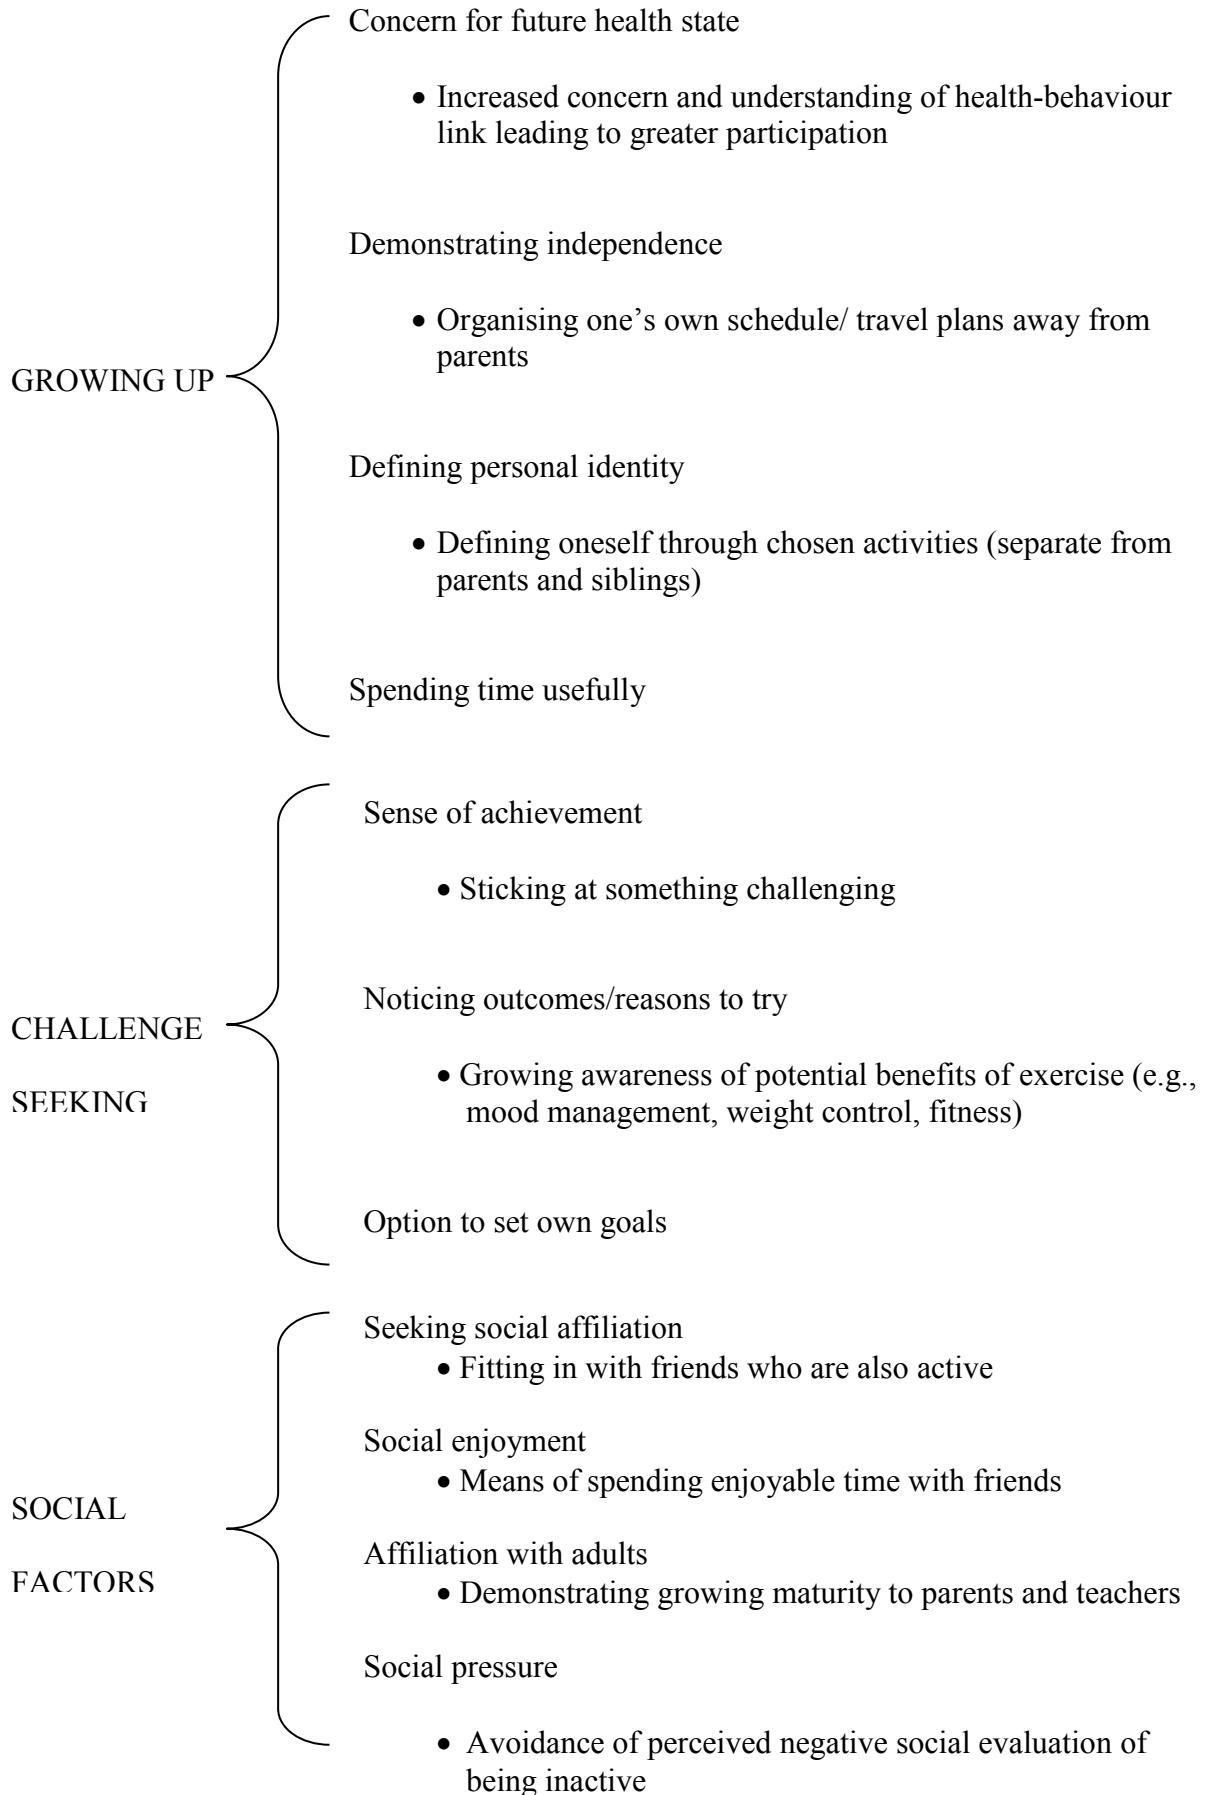 Concern for future health state
• Increased concern and understanding of health-behaviour
link leading to greater participation
Demonstrating independence
• Organising one’s own schedule/ travel plans away from
parents
GROWING UP
Defining personal identity
• Defining oneself through chosen activities (separate from
parents and siblings)
Spending time usefully
Sense of achievement
• Sticking at something challenging
Noticing outcomes/reasons to try
CHALLENGE
SEEKING
• Growing awareness of potential benefits of exercise (e.g.,
mood management, weight control, fitness)
Option to set own goals
Seeking social affiliation
• Fitting in with friends who are also active
Social enjoyment
• Means of spending enjoyable time with friends
SOCIAL
FACTORS
Affiliation with adults
• Demonstrating growing maturity to parents and teachers
Social pressure
• Avoidance of perceived negative social evaluation of
being inactive